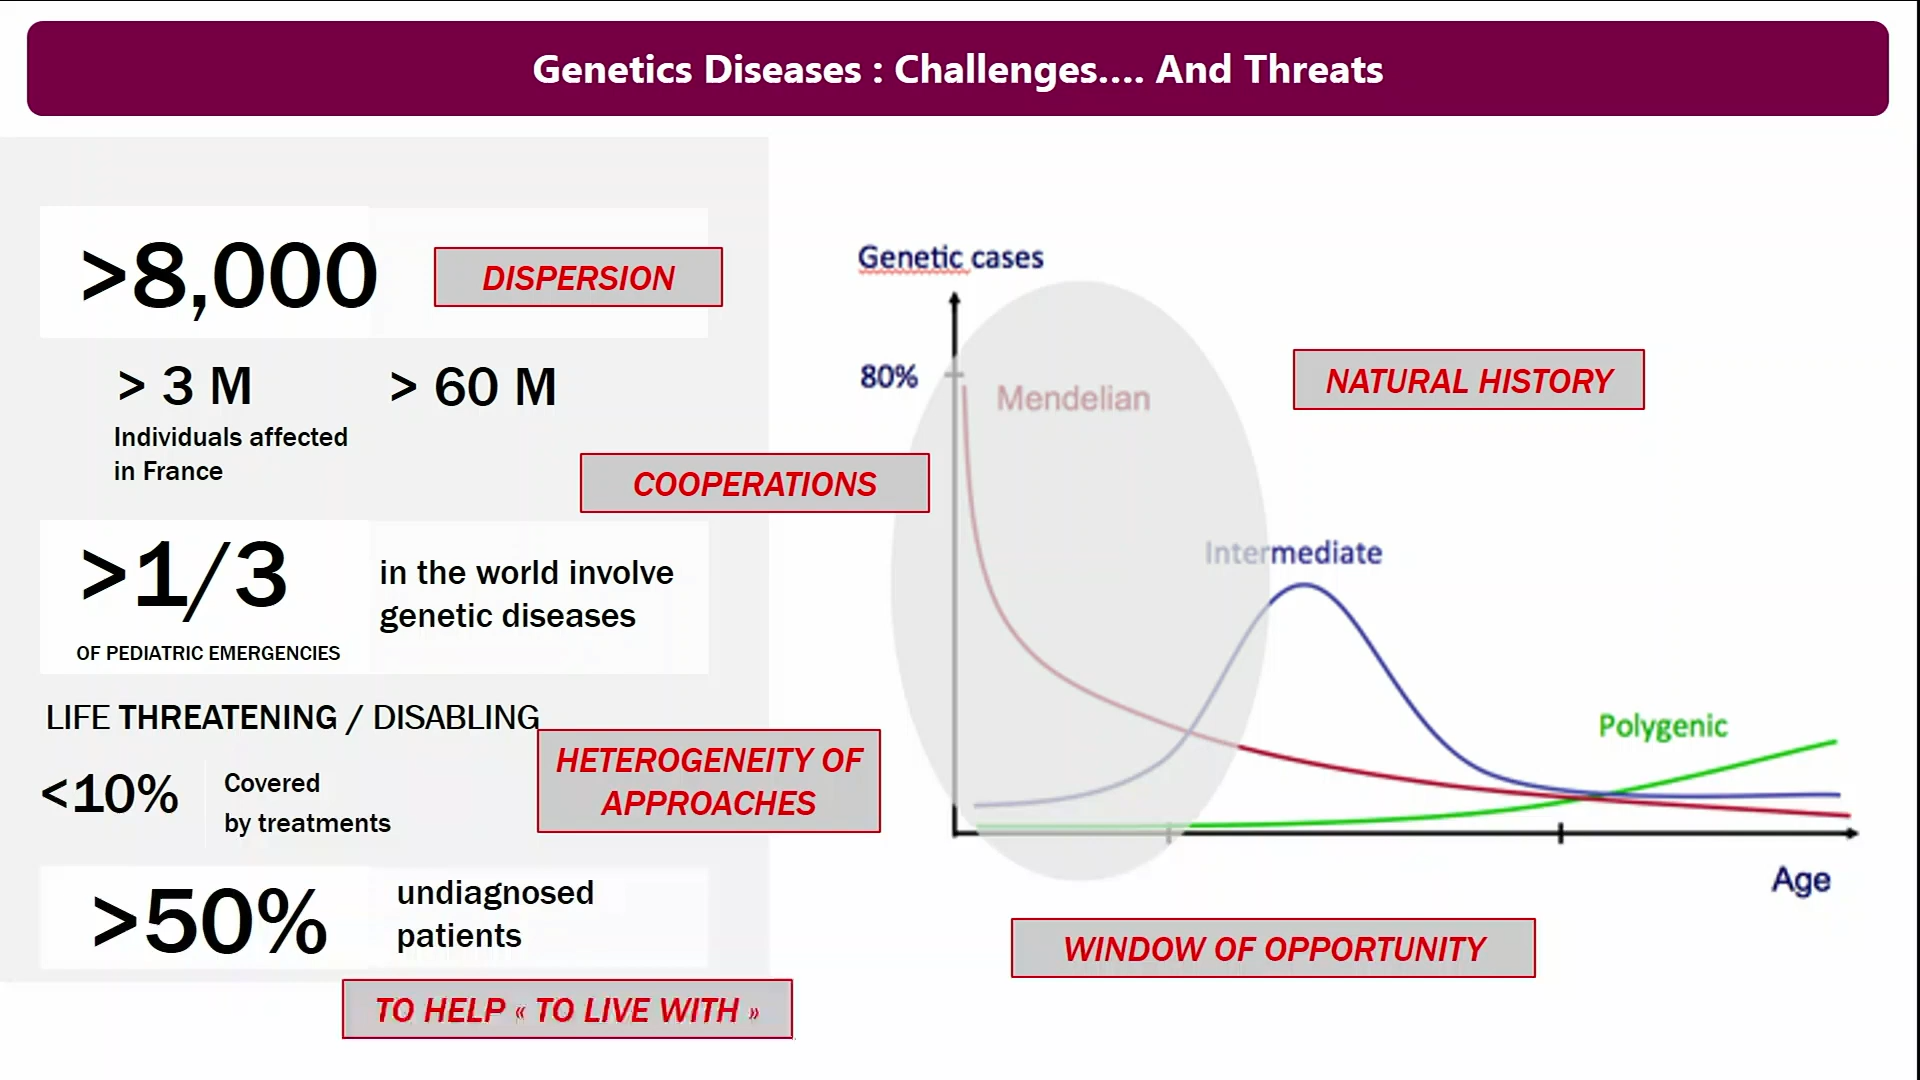 Genetics Diseases : Challenges.... And Threats
>8,000
DISPERSION
> 3 M
> 60 M
Individuals affected
in France
COOPERATIONS
>1/3
in the world involve
genetic diseases
OF PEDIATRIC EMERGENCIES
LIFE THREATENING / DISABLING
<10%
Covered
by treatments
HETEROGENEITY OF
APPROACHES
>50%
undiagnosed
patients
TO HELP « TO LIVE WITH »
Genetic cases
80%
Mendelian
NATURAL HISTORY
Intermediate
Polygenic
Age
WINDOW OF OPPORTUNITY